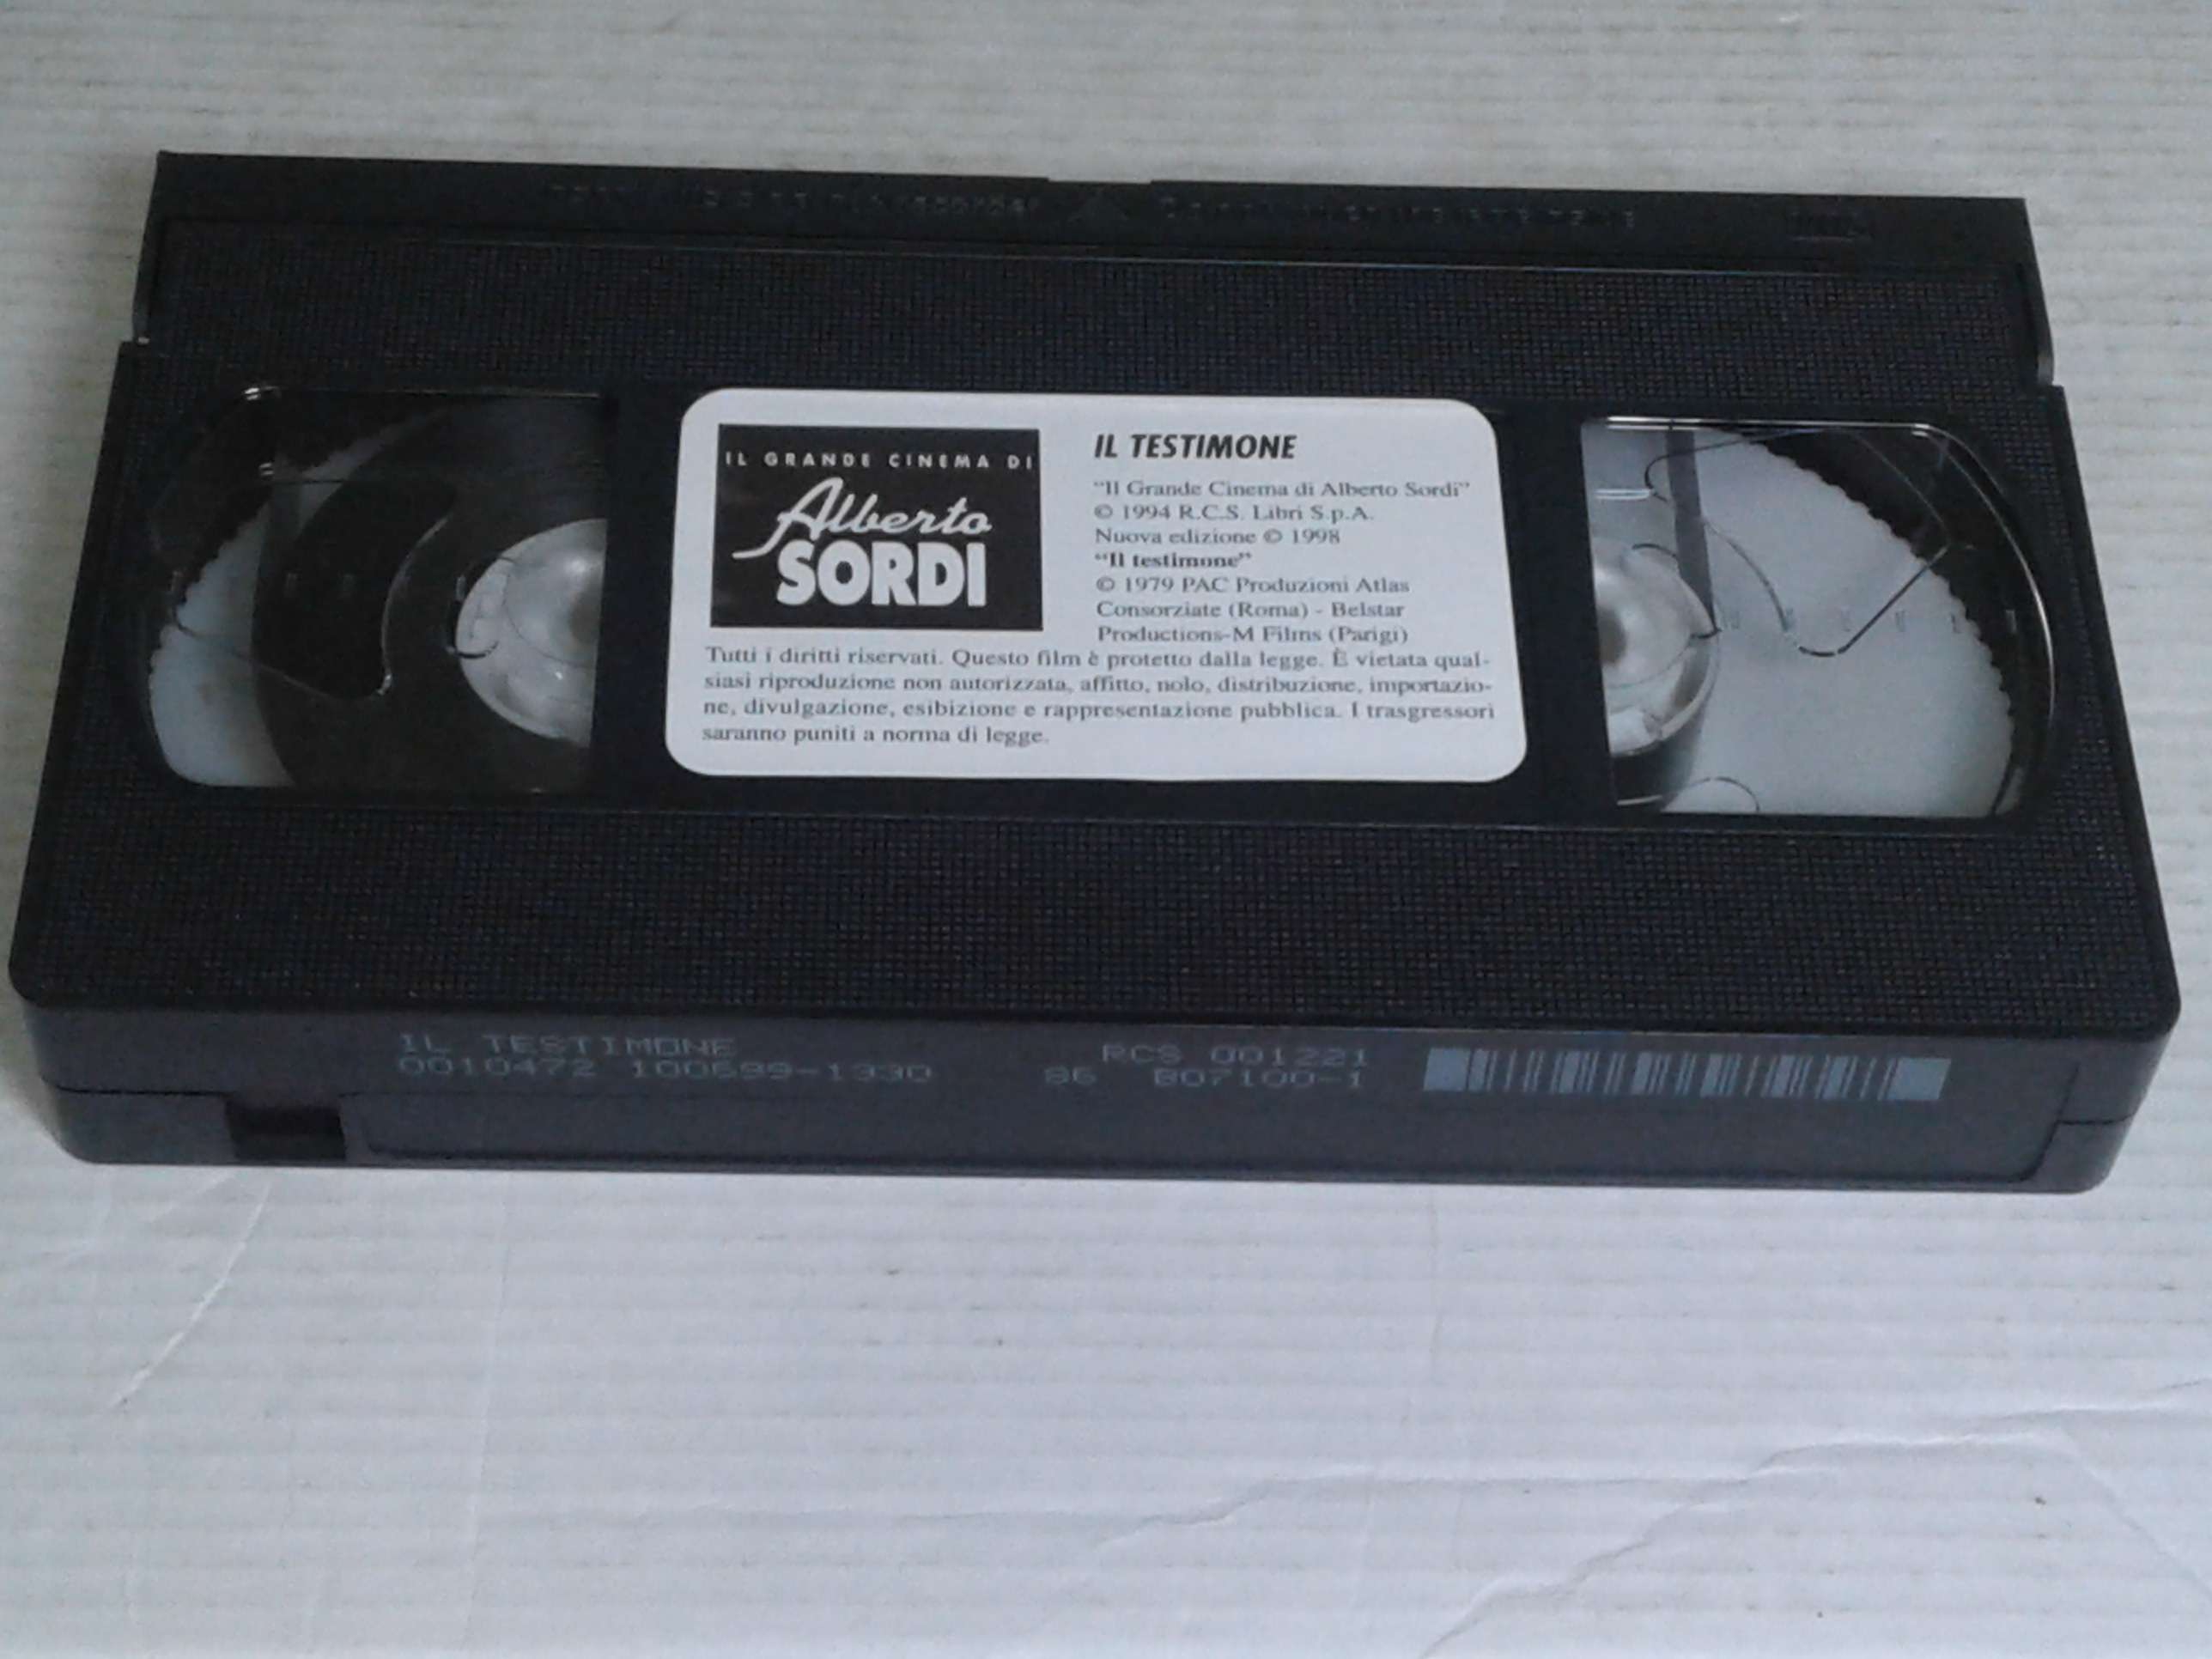 IL GRANDE CINEMA DI
Alberto
SORDI
IL TESTIMONE
"Il Grande Cinema di Alberto Sordi"
© 1994 R.C.S. Libri S.p.A.
Nuova edizione © 1998
"Il testimone"
© 1979 PAC Produzioni Atlas
Consorziate (Roma) - Belstar
Productions-M Films (Parigi)
Tutti i diritti riservati. Questo film è protetto dalla legge. È vietata qual-
siasi riproduzione non autorizzata, affitto, nolo, distribuzione, importazio-
ne, divulgazione, esibizione e rappresentazione pubblica. I trasgressori
saranno puniti a norma di legge.
IL TESTIMONE
0010472 100699-1330
RCS 001221
86 B07100-1